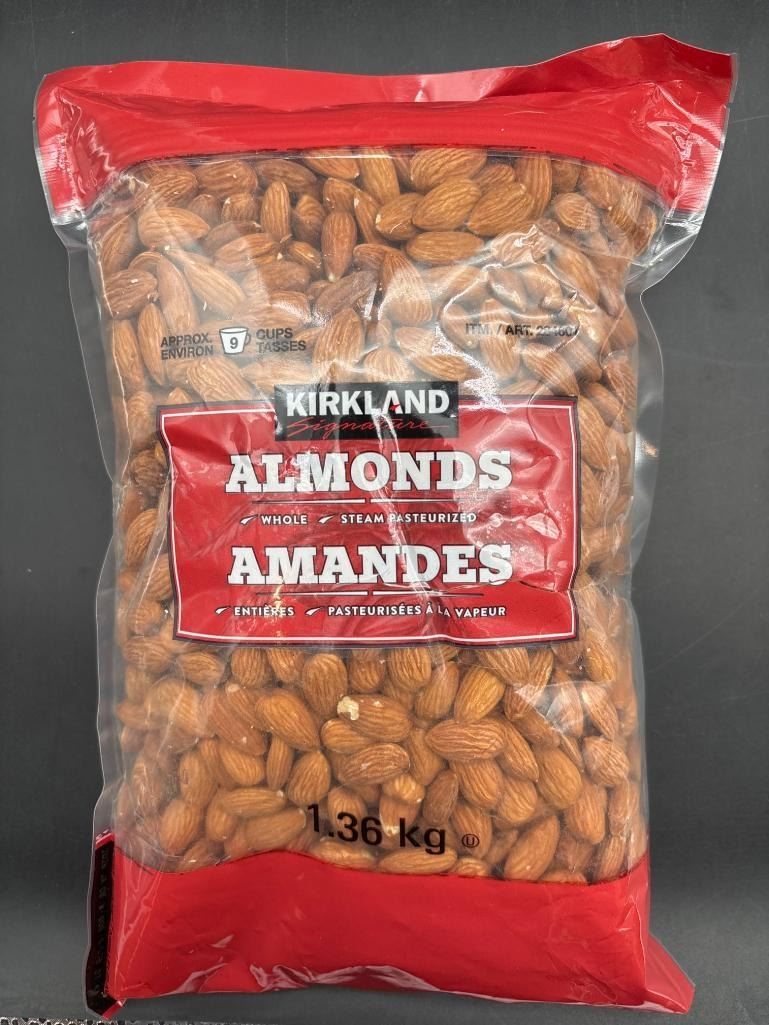 APPROX. 9 CUPS
ENVIRON TASSES
ITM. / ART.
KIRKLAND
Signature
ALMONDS
WHOLE STEAM PASTEURIZED
AMANDES
ENTIÈRES PASTEURISÉES À LA VAPEUR
1.36 kg U